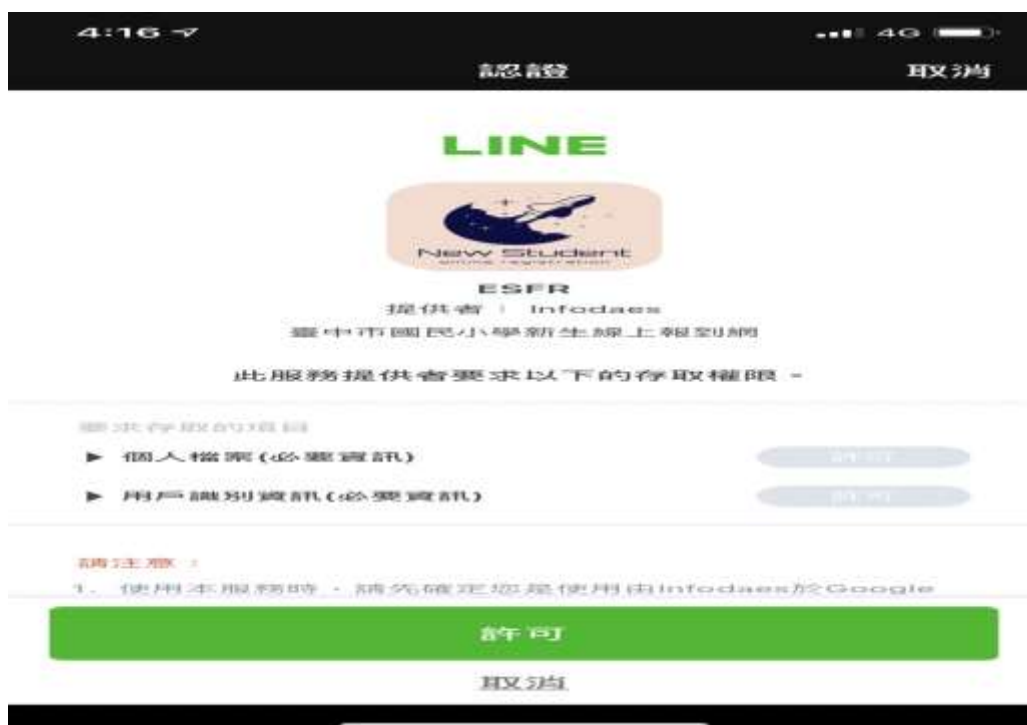 4:16
4G
認證
取消
LINE
New Student
online registration
ESFR
提供者： Infodaes
臺中市國民小學新生線上報到網
此服務提供者要求以下的存取權限。
要求存取的項目
▶ 個人檔案(必要資訊)
許可
▶ 用戶識別資訊(必要資訊)
許可
請注意：
1. 使用本服務時，請先確定您是使用由Infodaes於Google
許可
取消